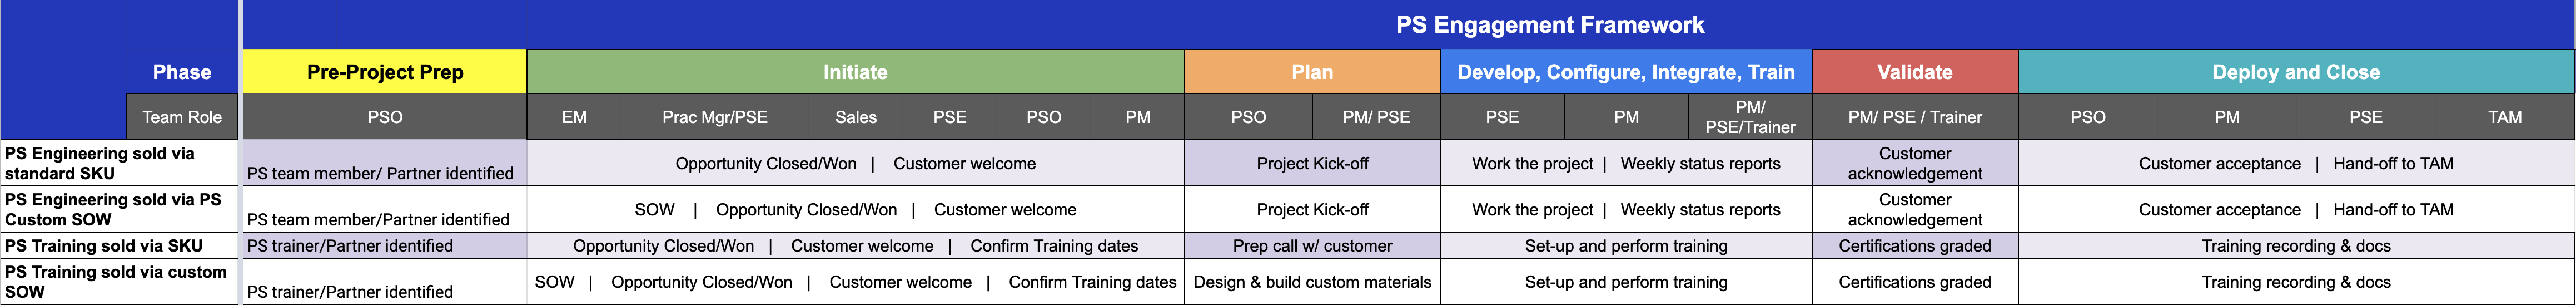 PS Engagement Framework
Phase
Pre-Project Prep
Initiate
Plan
Develop, Configure, Integrate, Train
Validate
Deploy and Close
Team Role
PSO
EM
Prac Mgr/PSE
Sales
PSE
PSO
PM
PSO
PM/ PSE
PSE
PM
PM/
PSE/Trainer
PM/ PSE / Trainer
PSO
PM
PSE
TAM
PS Engineering sold via
standard SKU
PS team member/ Partner identified
Opportunity Closed/Won | Customer welcome
Project Kick-off
Work the project | Weekly status reports
Customer
acknowledgement
Customer acceptance | Hand-off to TAM
PS Engineering sold via PS
Custom SOW
PS team member/Partner identified
SOW | Opportunity Closed/Won | Customer welcome
Project Kick-off
Work the project | Weekly status reports
Customer
acknowledgement
Customer acceptance | Hand-off to TAM
PS Training sold via SKU
PS trainer/Partner identified
Opportunity Closed/Won | Customer welcome | Confirm Training dates
Prep call w/ customer
Set-up and perform training
Certifications graded
Training recording & docs
PS Training sold via custom
SOW
PS trainer/Partner identified
SOW | Opportunity Closed/Won | Customer welcome | Confirm Training dates
Design & build custom materials
Set-up and perform training
Certifications graded
Training recording & docs